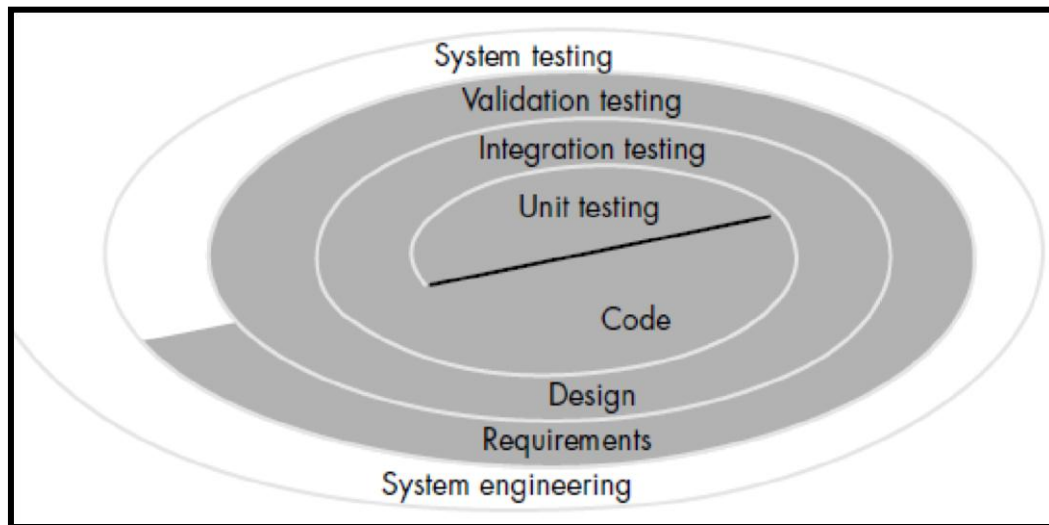 System testing
Validation testing
Integration testing
Unit testing
Code
Design
Requirements
System engineering